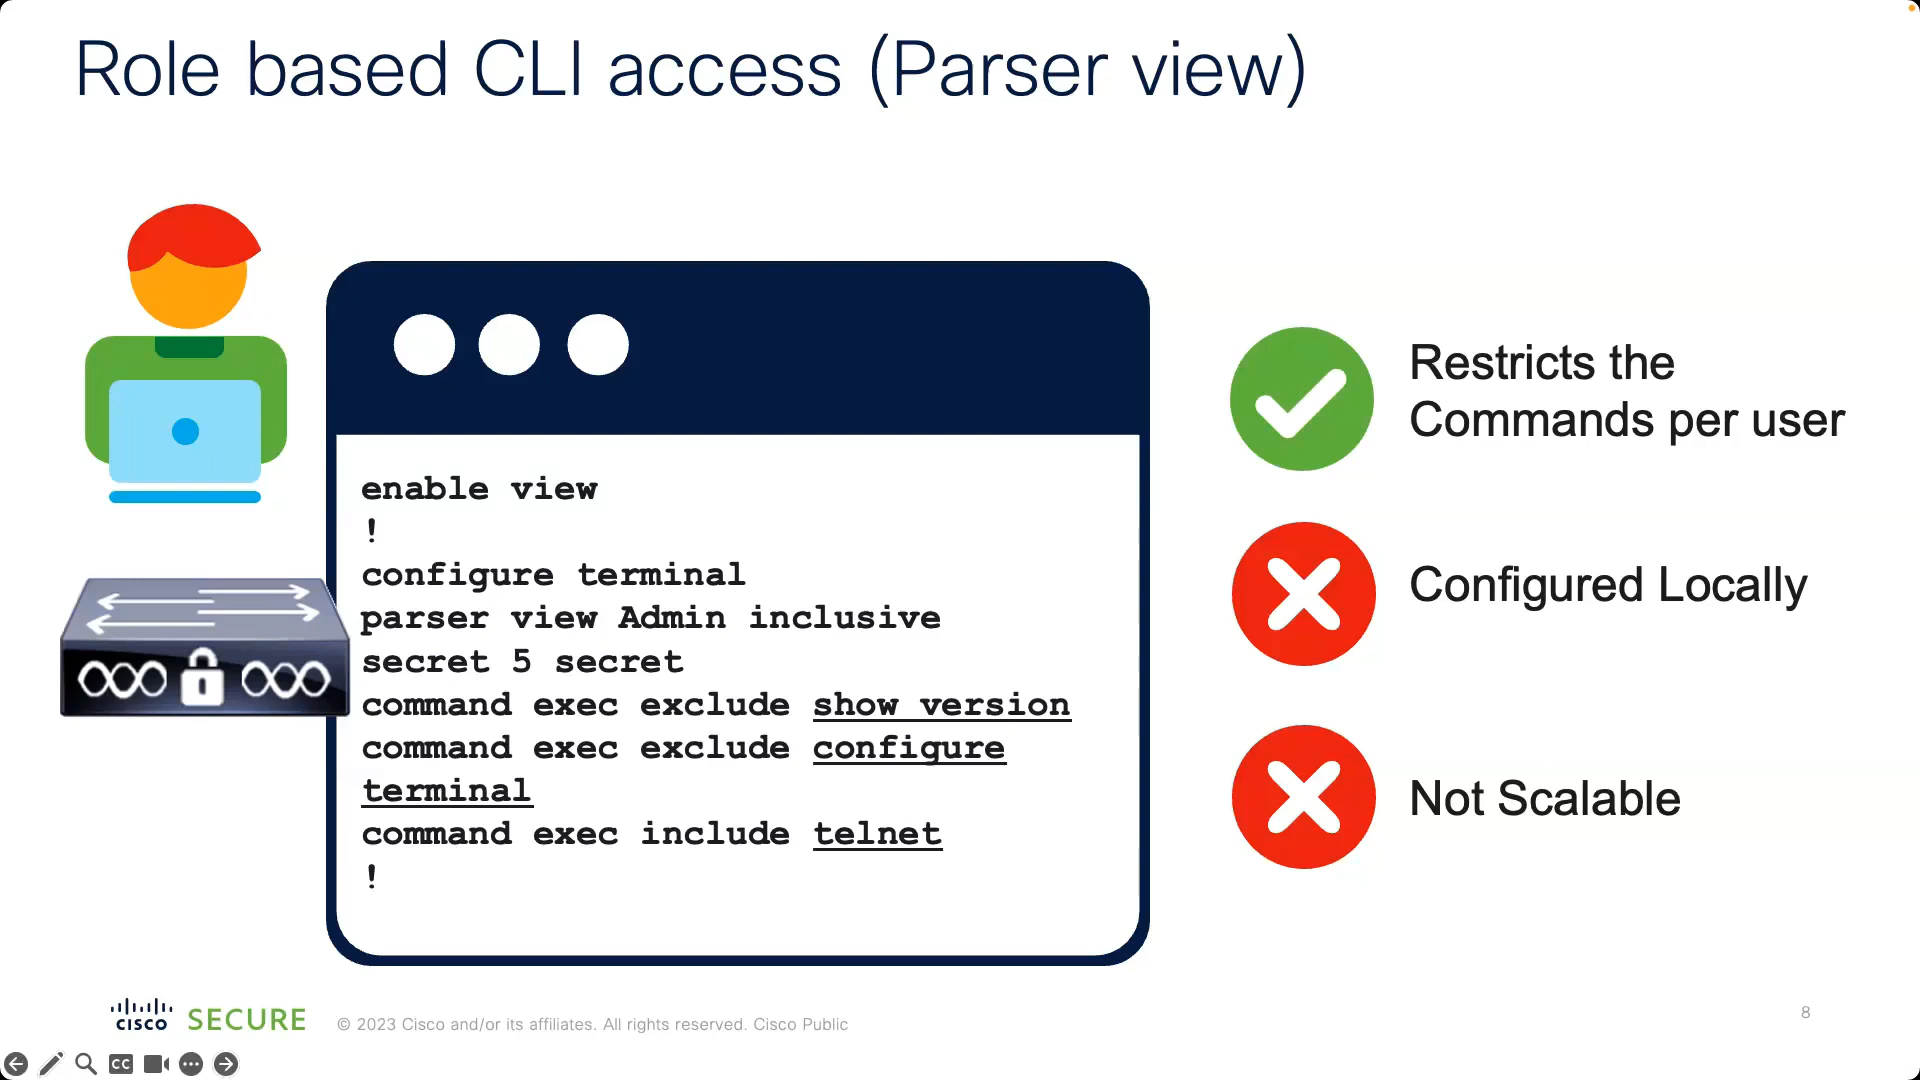 Role based CLI access (Parser view)
enable view
!
configure terminal
parser view Admin inclusive
secret 5 secret
command exec exclude show version
command exec exclude configure
terminal
command exec include telnet
!
Restricts the
Commands per user
Configured Locally
Not Scalable
cisco SECURE
© 2023 Cisco and/or its affiliates. All rights reserved. Cisco Public
8
CC